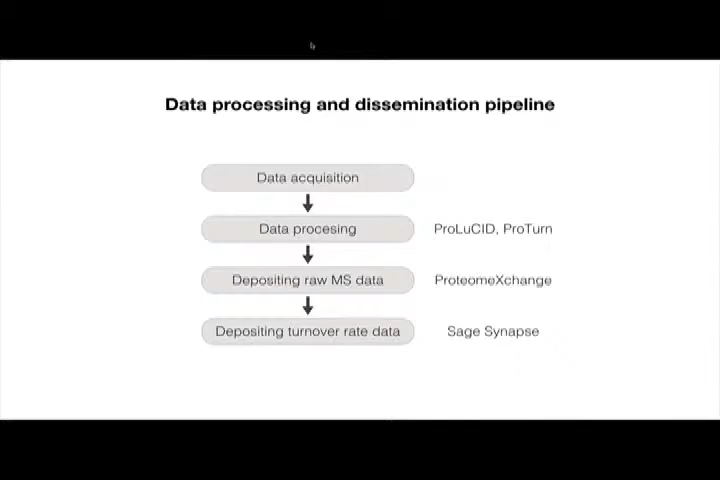 Data processing and dissemination pipeline
Data acquisition
Data procesing
ProLuCID, ProTurn
Depositing raw MS data
ProteomeXchange
Depositing turnover rate data
Sage Synapse